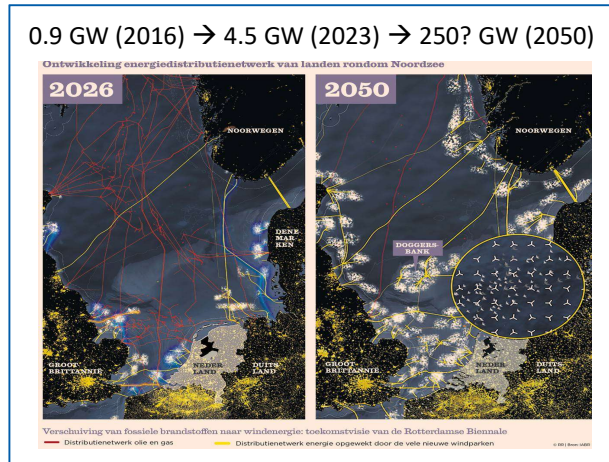 0.9 GW (2016) → 4.5 GW (2023) → 250? GW (2050)
Ontwikkeling energiedistributienetwerk van landen rondom Noordzee
2026
NOORWEGEN
DENE
MAR
KEN
GROOT-
BRITTANNIË
NEDER
LAND
DUITS
LAND
2050
NOORWEGEN
DOGGERS-
BANK
GROOT-
BRITTANNIË
NEDER
LAND
DUITS
LAND
Verschuiving van fossiele brandstoffen naar windenergie: toekomstvisie van de Rotterdamse Biennale
Distributienetwerk olie en gas
Distributienetwerk energie opgewekt door de vele nieuwe windparken